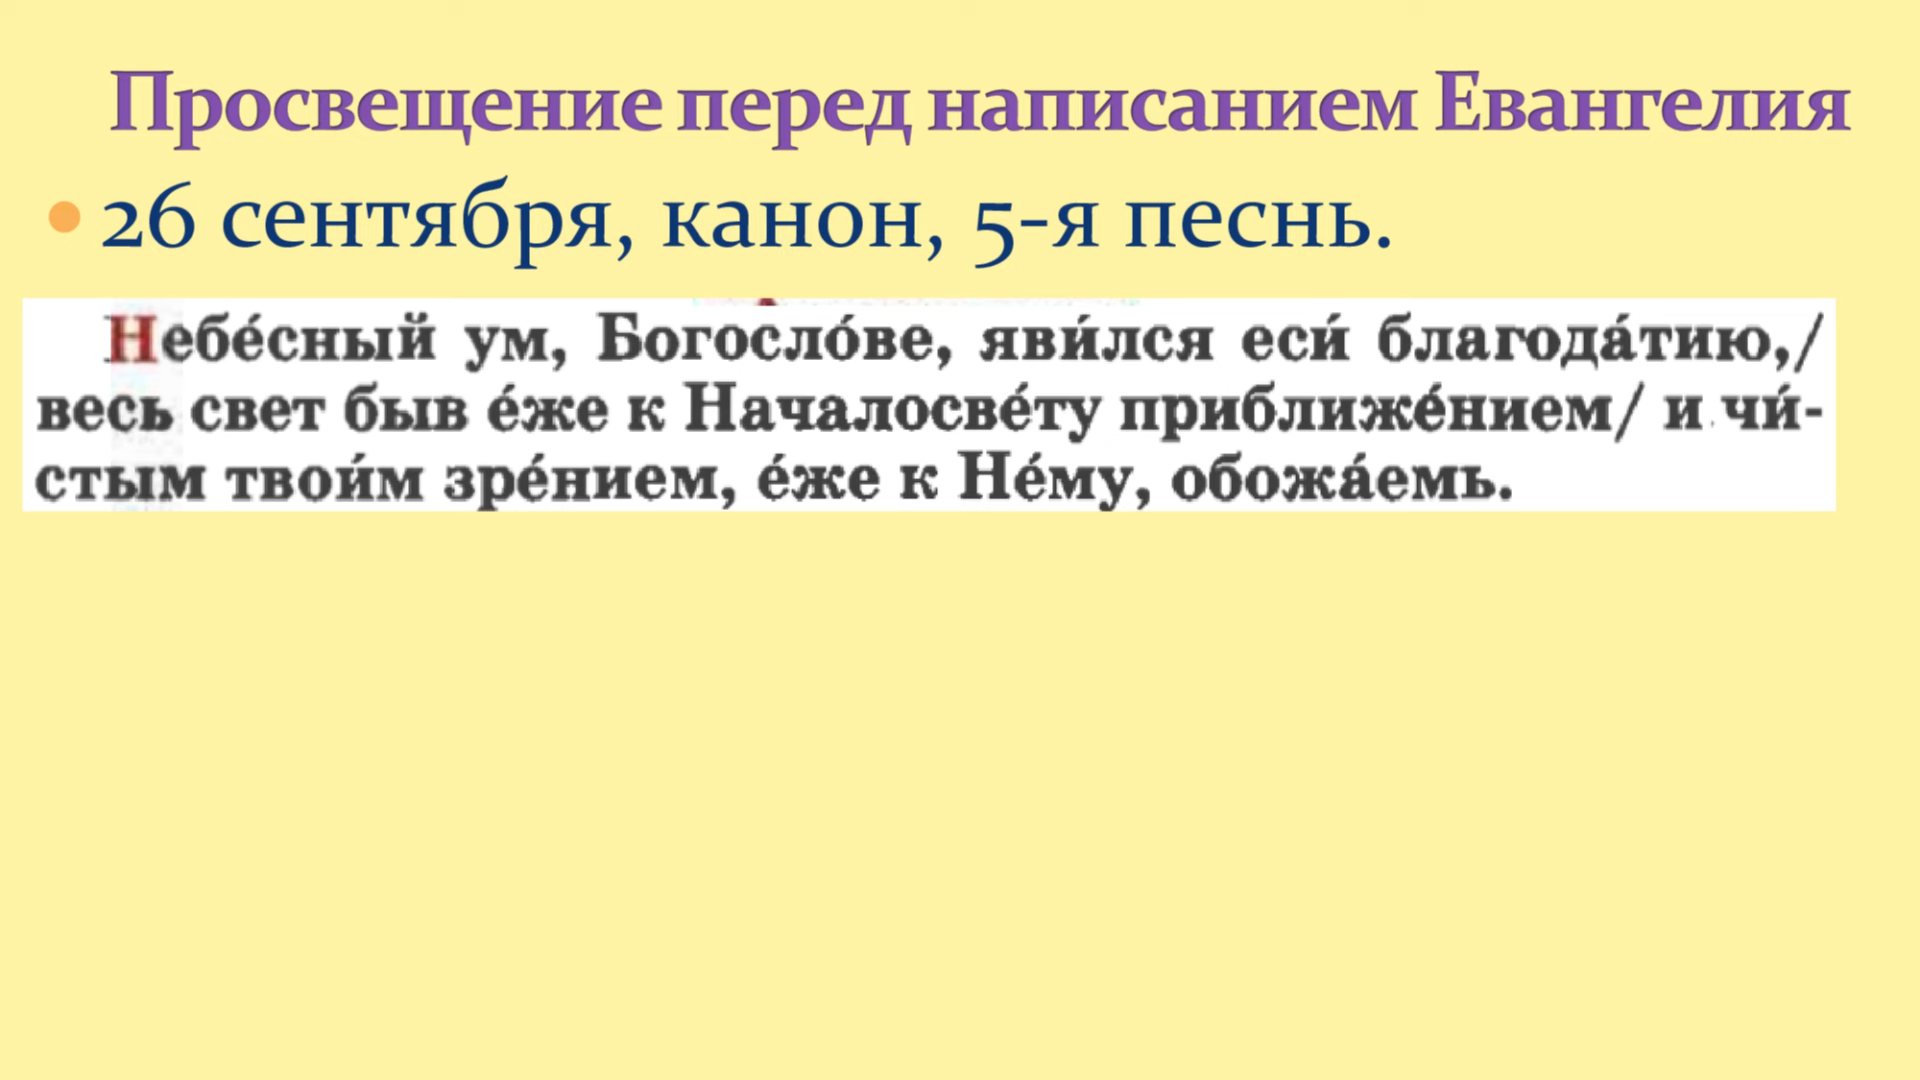 Просвещение перед написанием Евангелия
26 сентября, канон, 5-я песнь.
Небе́сный ум, Богосло́ве, яви́лся еси́ благода́тию,/
весь свет быв е́же к Началосве́ту приближе́нием/ и чи́-
стым твои́м зре́нием, е́же к Не́му, обожа́емь.